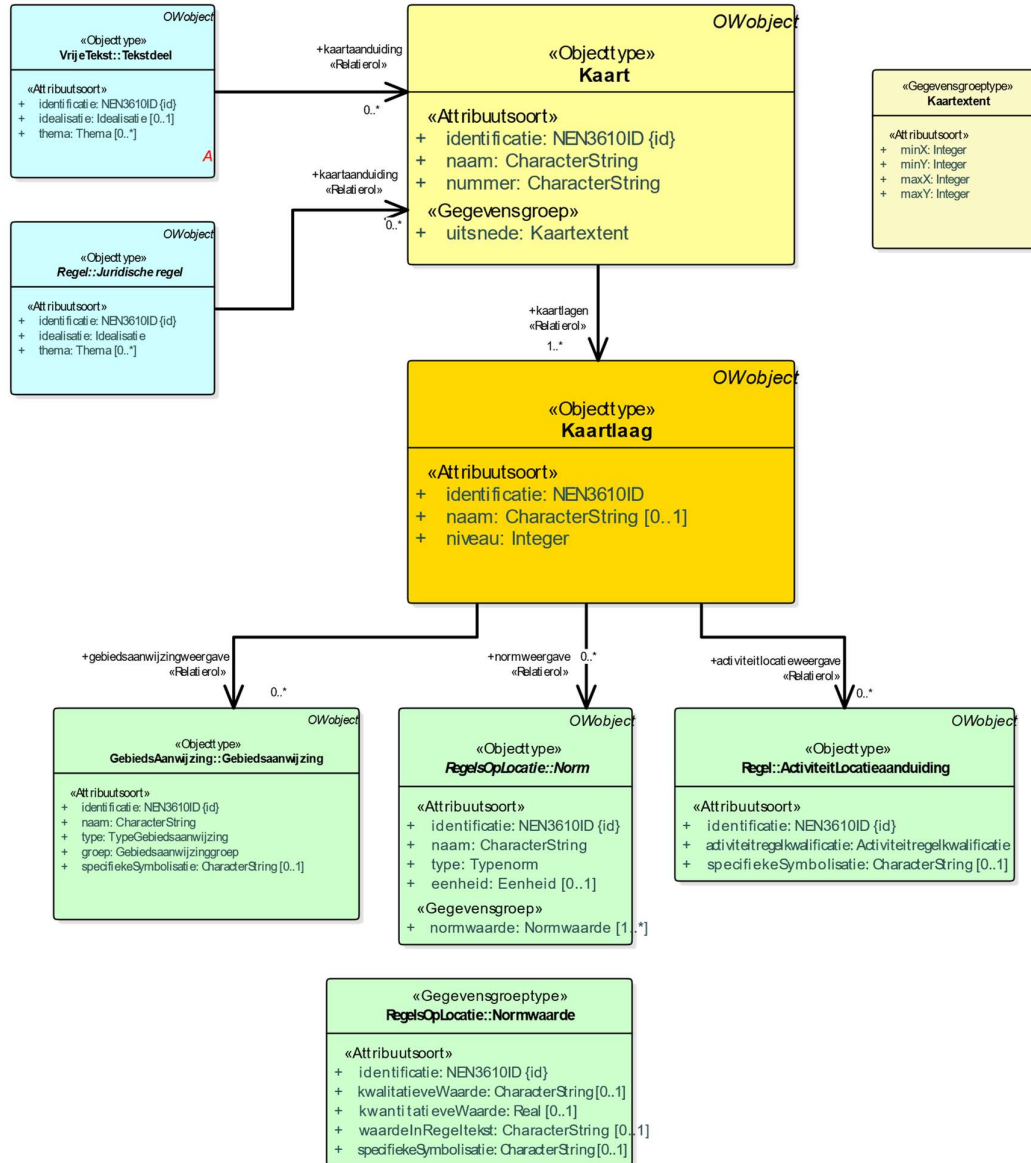 OWobject
«Objecttype»
VrijeTekst::Tekstdeel
«Attribuutsoort»
+ identificatie: NEN3610ID {id}
+ idealisatie: Idealisatie [0..1]
+ thema: Thema [0..*]
A
+kaartaanduiding
«Relatierol»
0..*
OWobject
«Objecttype»
Kaart
«Attribuutsoort»
+ identificatie: NEN3610ID {id}
+ naam: CharacterString
+ nummer: CharacterString
«Gegevensgroep»
+ uitsnede: Kaartextent
«Gegevensgroeptype»
Kaartextent
«Attribuutsoort»
+ minX: Integer
+ minY: Integer
+ maxX: Integer
+ maxY: Integer
+kaartaanduiding
«Relatierol»
0..*
OWobject
«Objecttype»
Regel::Juridische regel
«Attribuutsoort»
+ identificatie: NEN3610ID {id}
+ idealisatie: Idealisatie
+ thema: Thema [0..*]
+kaartlagen
«Relatierol»
1..*
OWobject
«Objecttype»
Kaartlaag
«Attribuutsoort»
+ identificatie: NEN3610ID
+ naam: CharacterString [0..1]
+ niveau: Integer
+gebiedsaanwijzingweergave
«Relatierol»
0..*
+normweergave 0..*
«Relatierol»
+activiteitlocatieweergave
«Relatierol»
0..*
OWobject
«Objecttype»
GebiedsAanwijzing::Gebiedsaanwijzing
«Attribuutsoort»
+ identificatie: NEN3610ID {id}
+ naam: CharacterString
+ type: TypeGebiedsaanwijzing
+ groep: Gebiedsaanwijzinggroep
+ specifiekeSymbolisatie: CharacterString [0..1]
OWobject
«Objecttype»
RegelsOpLocatie::Norm
«Attribuutsoort»
+ identificatie: NEN3610ID {id}
+ naam: CharacterString
+ type: Typenorm
+ eenheid: Eenheid [0..1]
«Gegevensgroep»
+ normwaarde: Normwaarde [1..*]
OWobject
«Objecttype»
Regel::ActiviteitLocatieaanduiding
«Attribuutsoort»
+ identificatie: NEN3610ID {id}
+ activiteitregelkwalificatie: Activiteitregelkwalificatie
+ specifiekeSymbolisatie: CharacterString [0..1]
«Gegevensgroeptype»
RegelsOpLocatie::Normwaarde
«Attribuutsoort»
+ identificatie: NEN3610ID {id}
+ kwalitatieveWaarde: CharacterString [0..1]
+ kwantitatieveWaarde: Real [0..1]
+ waardeInRegeltekst: CharacterString [0..1]
+ specifiekeSymbolisatie: CharacterString [0..1]